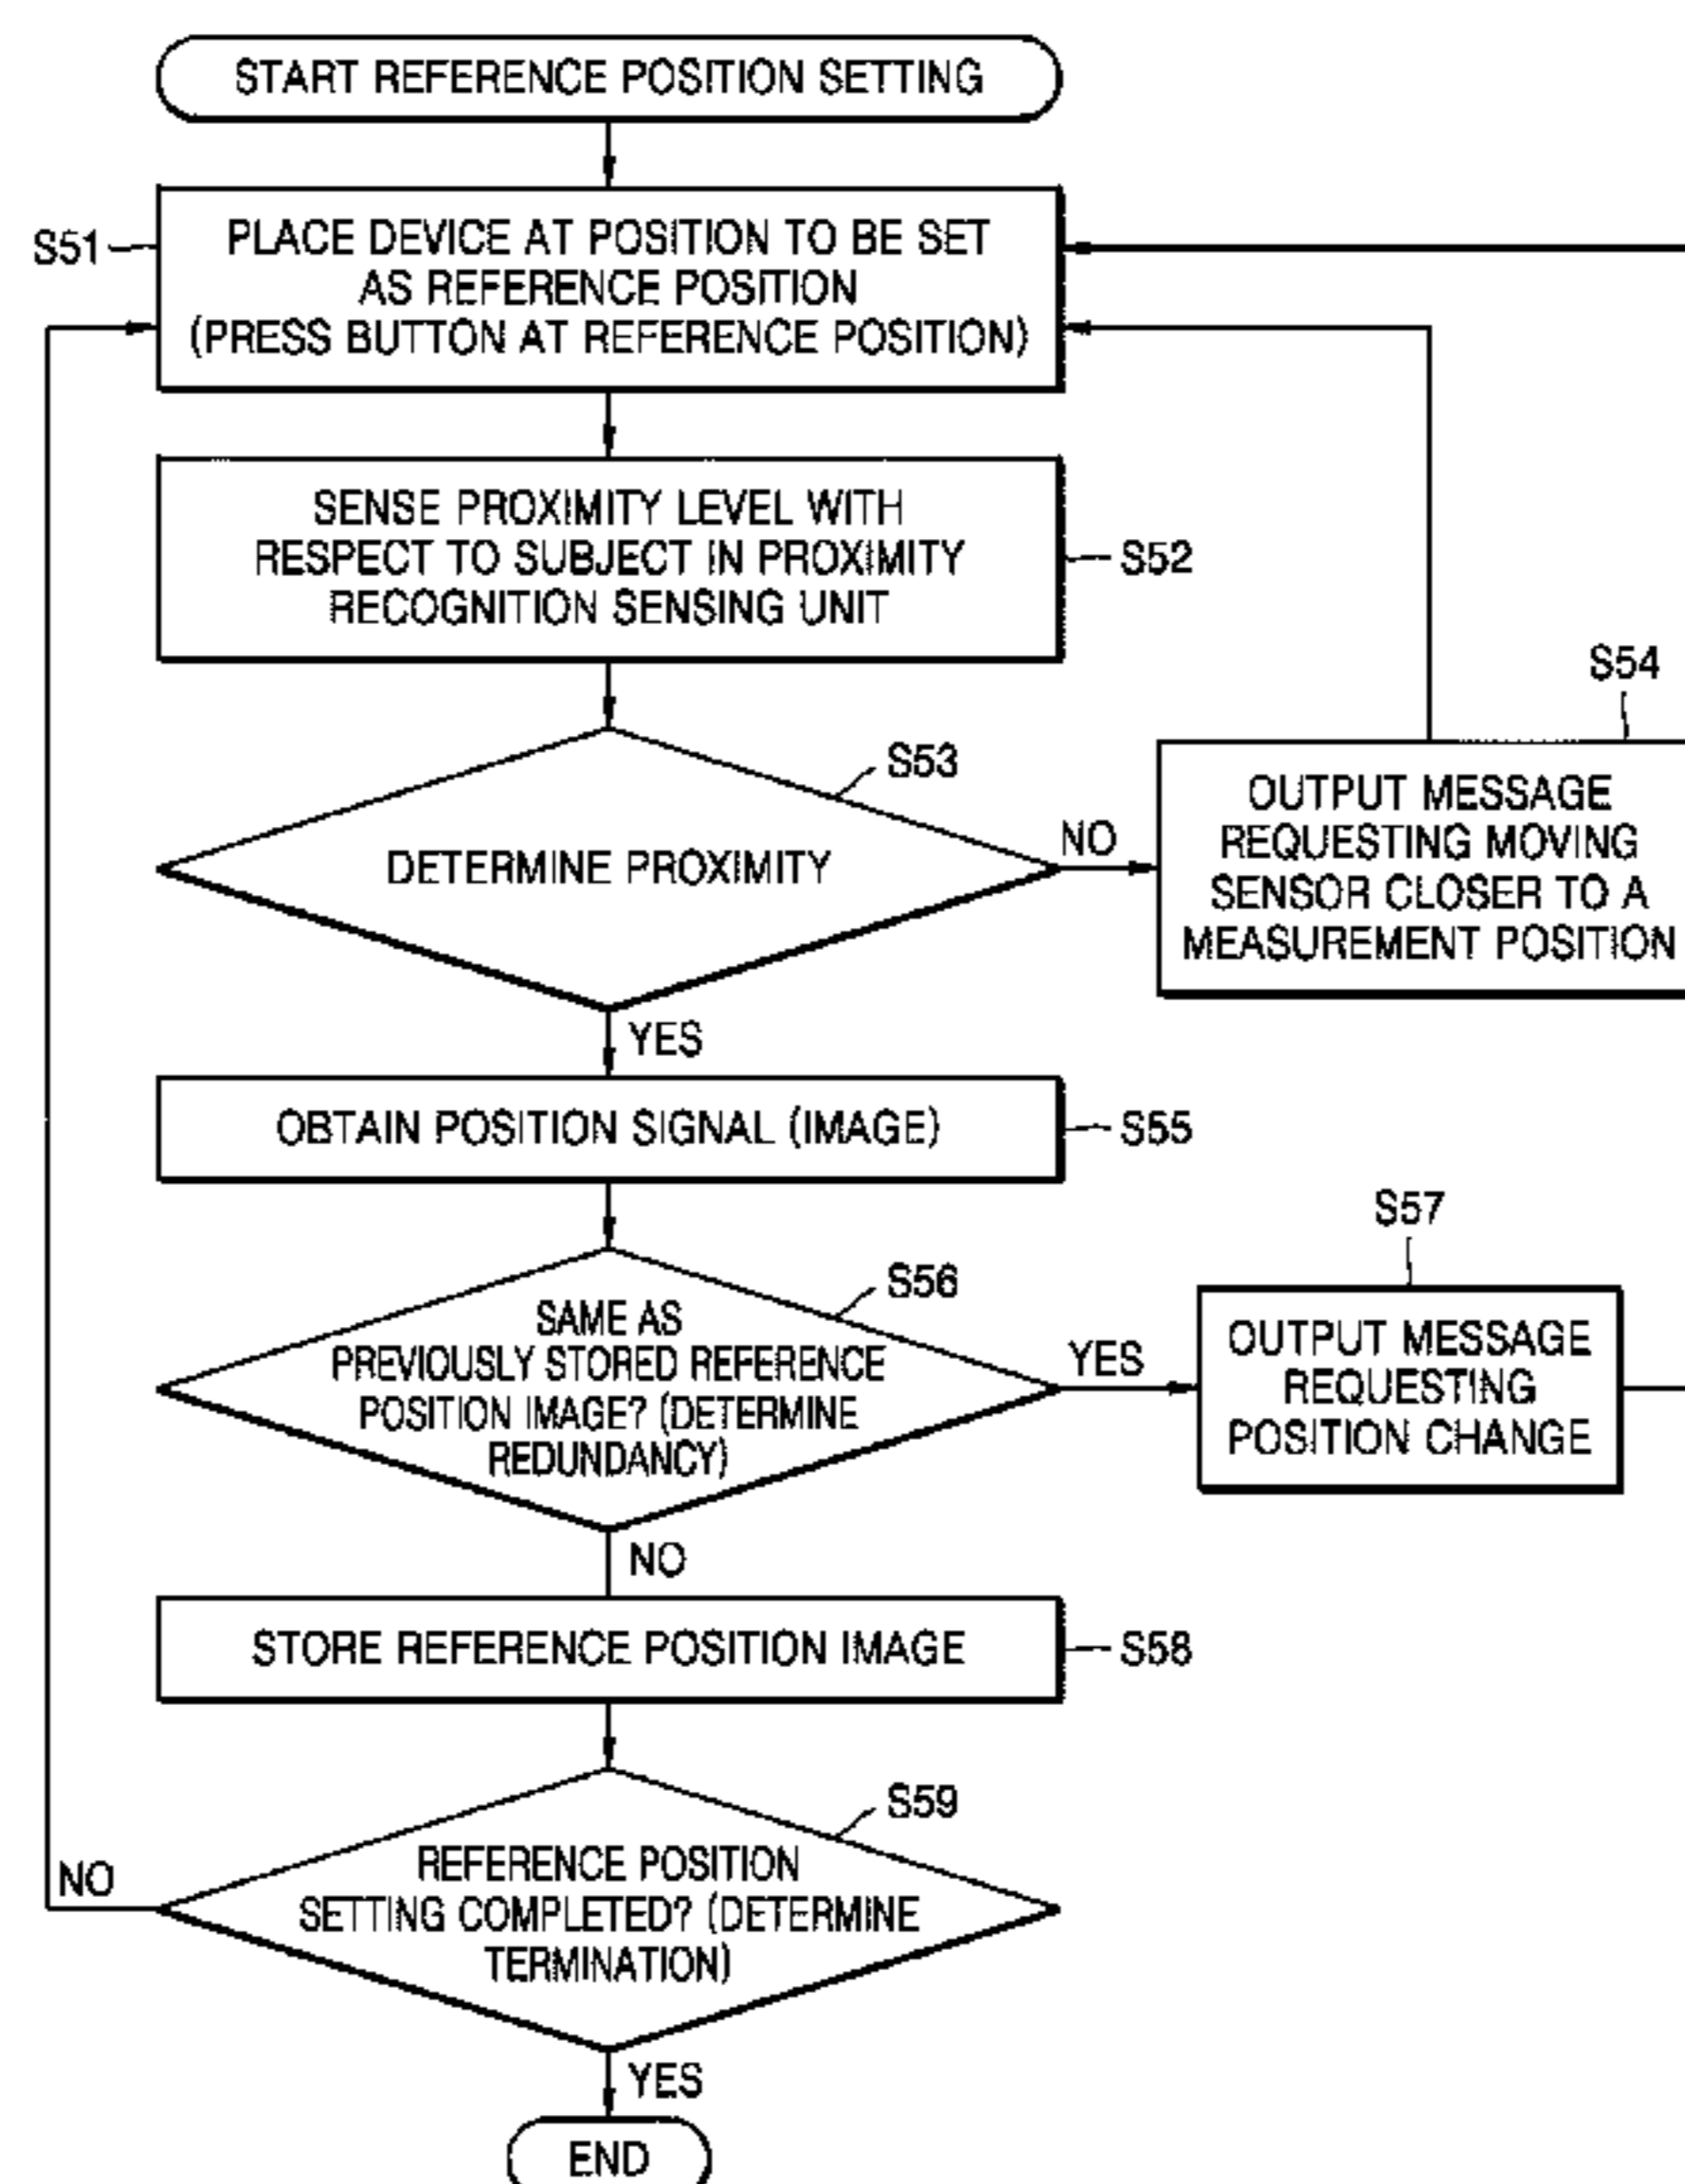 START REFERENCE POSITION SETTING
S51
PLACE DEVICE AT POSITION TO BE SET
AS REFERENCE POSITION
(PRESS BUTTON AT REFERENCE POSITION)
SENSE PROXIMITY LEVEL WITH
RESPECT TO SUBJECT IN PROXIMITY
RECOGNITION SENSING UNIT
S52
S53
DETERMINE PROXIMITY
NO
S54
OUTPUT MESSAGE
REQUESTING MOVING
SENSOR CLOSER TO A
MEASUREMENT POSITION
YES
OBTAIN POSITION SIGNAL (IMAGE)
S55
S56
SAME AS
PREVIOUSLY STORED REFERENCE
POSITION IMAGE? (DETERMINE
REDUNDANCY)
YES
S57
OUTPUT MESSAGE
REQUESTING
POSITION CHANGE
NO
STORE REFERENCE POSITION IMAGE
S58
S59
REFERENCE POSITION
SETTING COMPLETED? (DETERMINE
TERMINATION)
NO
YES
END